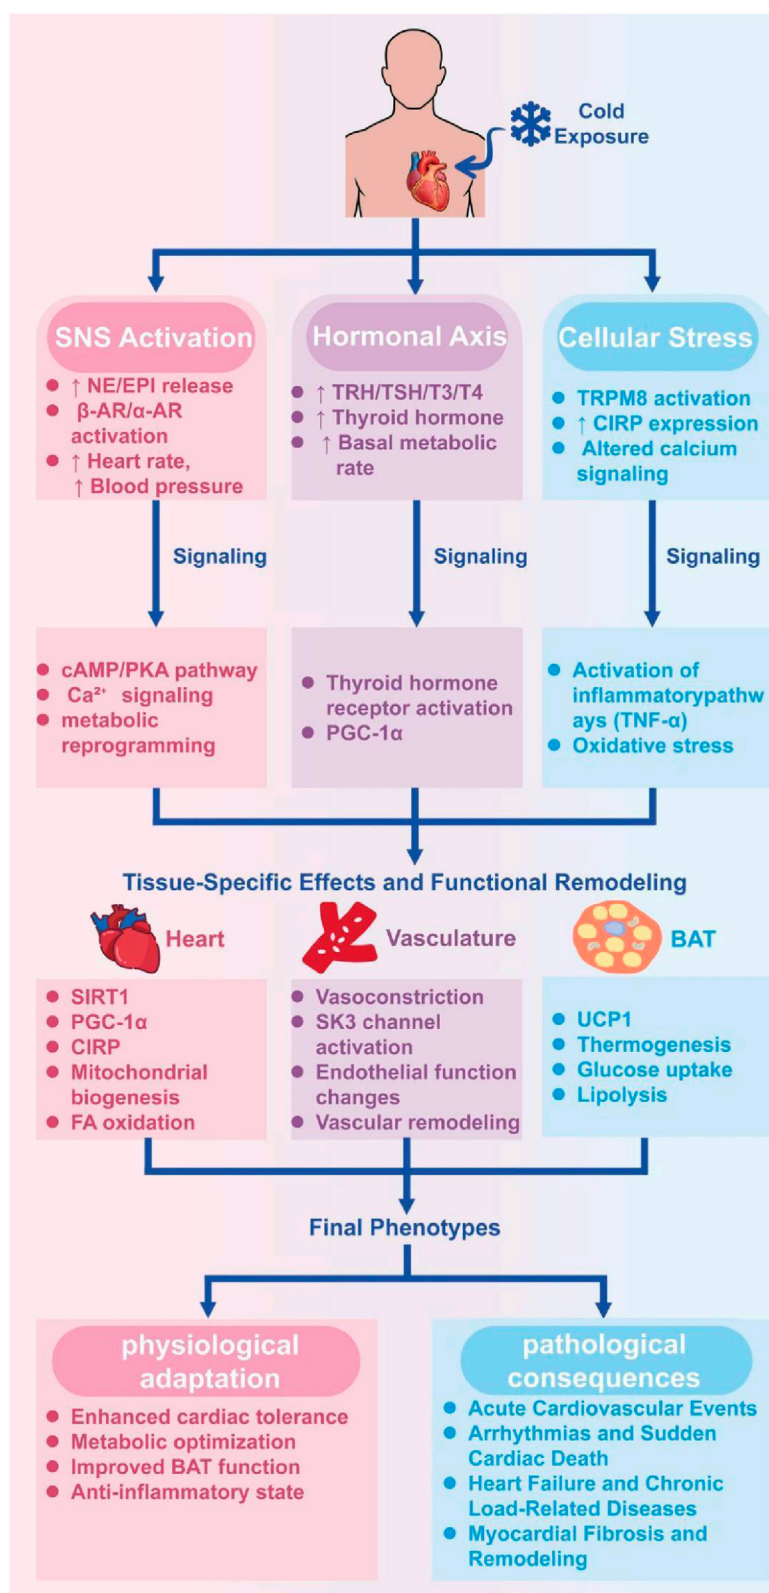 Cold
Exposure
SNS Activation
● ↑ NE/EPI release
● β-AR/α-AR
activation
● ↑ Heart rate,
↑ Blood pressure
Hormonal Axis
● ↑ TRH/TSH/T3/T4
● ↑ Thyroid hormone
● ↑ Basal metabolic
rate
Cellular Stress
● TRPM8 activation
● ↑ CIRP expression
● Altered calcium
signaling
Signaling
Signaling
Signaling
● cAMP/PKA pathway
● Ca²⁺ signaling
● metabolic
reprogramming
● Thyroid hormone
receptor activation
● PGC-1α
● Activation of
inflammatorypathw
ays (TNF-α)
● Oxidative stress
Tissue-Specific Effects and Functional Remodeling
Heart
● SIRT1
● PGC-1α
● CIRP
● Mitochondrial
biogenesis
● FA oxidation
Vasculature
● Vasoconstriction
● SK3 channel
activation
● Endothelial function
changes
● Vascular remodeling
BAT
● UCP1
● Thermogenesis
● Glucose uptake
● Lipolysis
Final Phenotypes
physiological
adaptation
● Enhanced cardiac tolerance
● Metabolic optimization
● Improved BAT function
● Anti-inflammatory state
pathological
consequences
● Acute Cardiovascular Events
● Arrhythmias and Sudden
Cardiac Death
● Heart Failure and Chronic
Load-Related Diseases
● Myocardial Fibrosis and
Remodeling